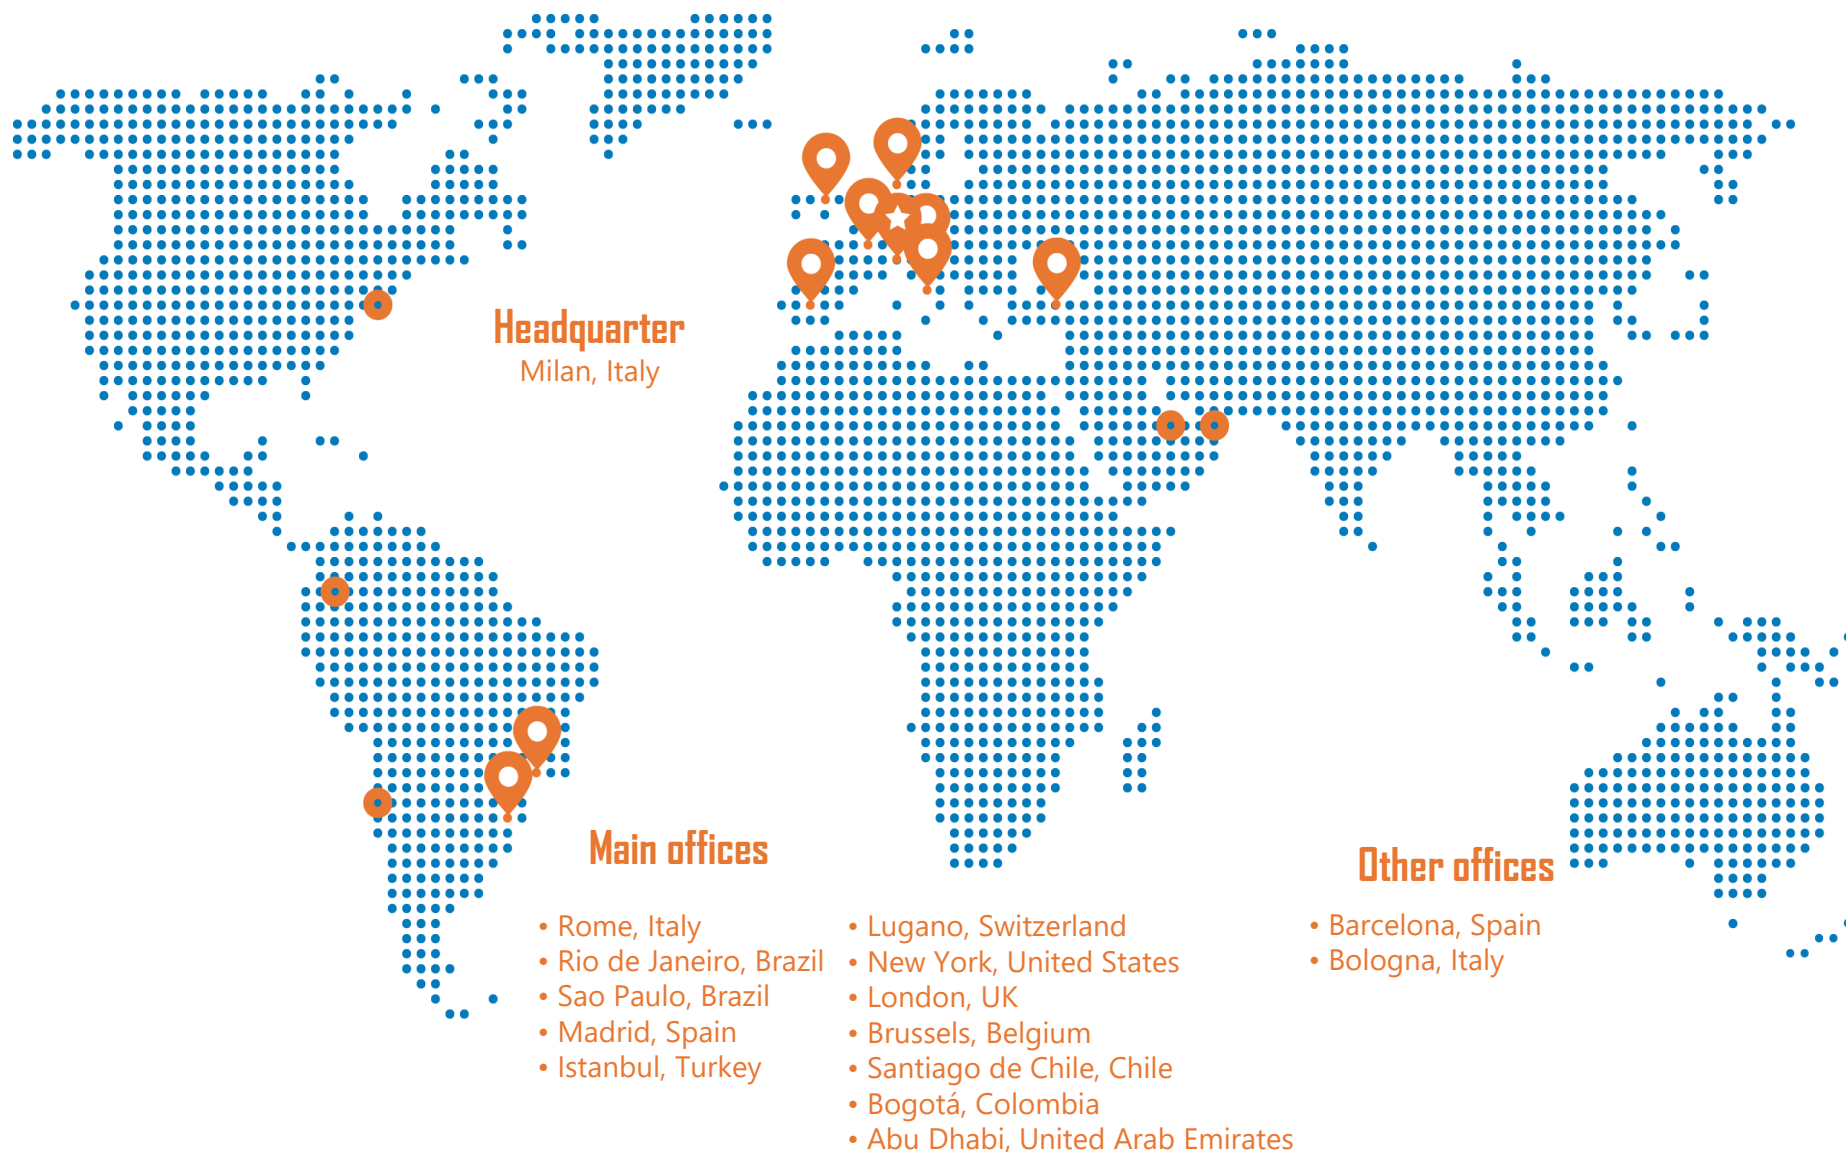 Headquarter
Milan, Italy
Main offices
• Rome, Italy
• Rio de Janeiro, Brazil
• Sao Paulo, Brazil
• Madrid, Spain
• Istanbul, Turkey
• Lugano, Switzerland
• New York, United States
• London, UK
• Brussels, Belgium
• Santiago de Chile, Chile
• Bogotá, Colombia
• Abu Dhabi, United Arab Emirates
Other offices
• Barcelona, Spain
• Bologna, Italy